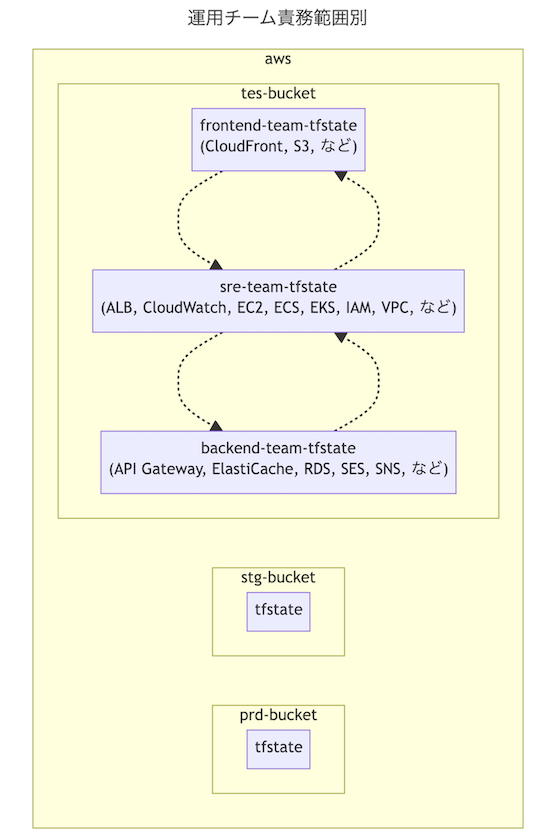 運用チーム責務範囲別
aws
tes-bucket
frontend-team-tfstate
(CloudFront, S3, など)
sre-team-tfstate
(ALB, CloudWatch, EC2, ECS, EKS, IAM, VPC, など)
backend-team-tfstate
(API Gateway, ElastiCache, RDS, SES, SNS, など)
stg-bucket
tfstate
prd-bucket
tfstate